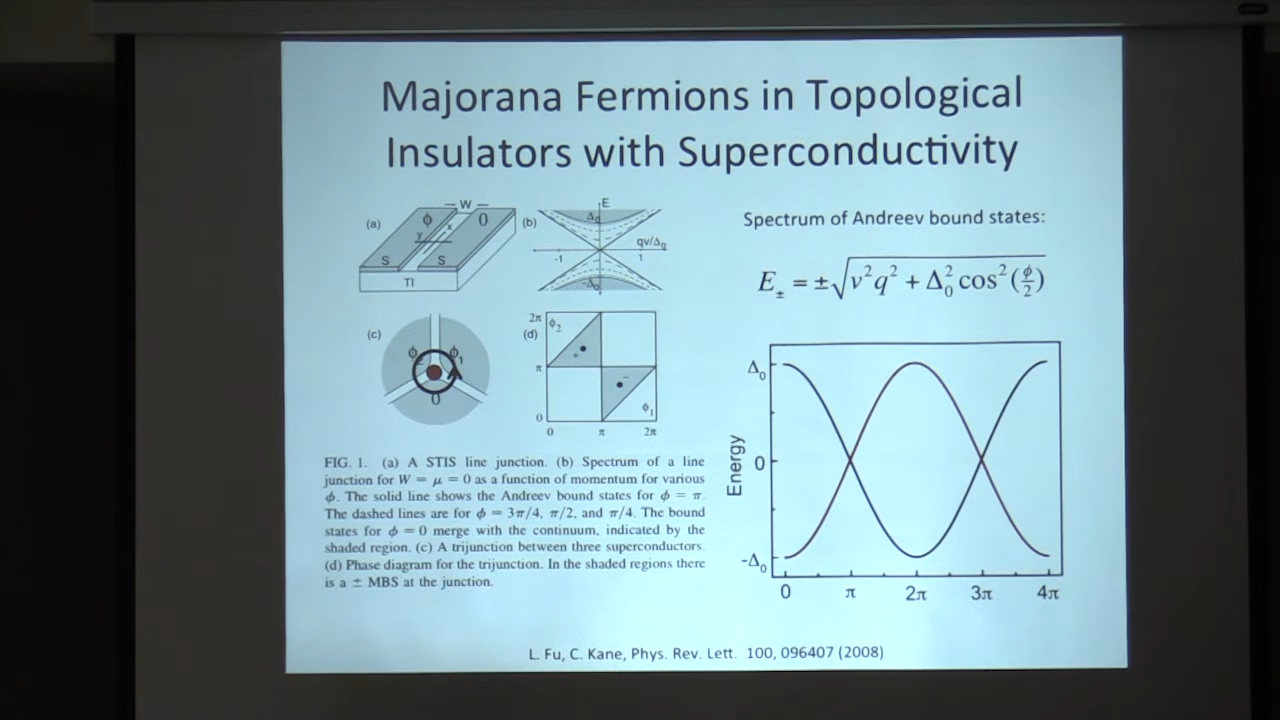 Majorana Fermions in Topological
Insulators with Superconductivity
(a)
W
ϕ
0
y
x
S
S
TI
(b)
E
Δ₀
qv/Δ₀
-1
1
-Δ₀
(c)
ϕ₁
0
(d)
2π
ϕ₂
π
+
-
ϕ₁
0
0
π
2π
FIG. 1. (a) A STIS line junction. (b) Spectrum of a line
junction for W = μ = 0 as a function of momentum for various
ϕ. The solid line shows the Andreev bound states for ϕ = π.
The dashed lines are for ϕ = 3π/4, π/2, and π/4. The bound
states for ϕ = 0 merge with the continuum, indicated by the
shaded region. (c) A trijunction between three superconductors.
(d) Phase diagram for the trijunction. In the shaded regions there
is a ± MBS at the junction.
Spectrum of Andreev bound states:
E± = ±√(v²q² + Δ₀² cos²(ϕ/2))
Δ₀
0
-Δ₀
Energy
0 π 2π 3π 4π
L. Fu, C. Kane, Phys. Rev. Lett. 100, 096407 (2008)